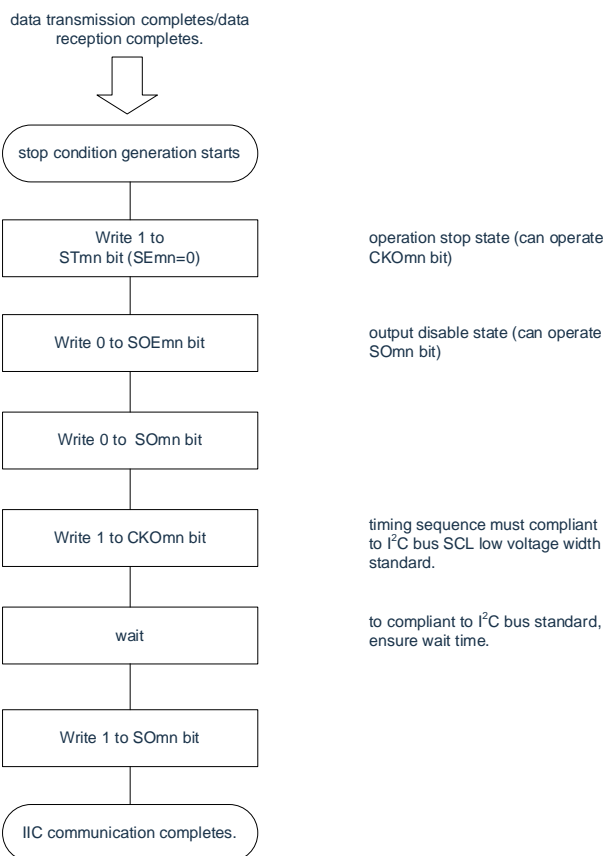 data transmission completes/data
reception completes.
stop condition generation starts
Write 1 to
STmn bit (SEmn=0)
operation stop state (can operate
CKOmn bit)
Write 0 to SOEmn bit
output disable state (can operate
SOmn bit)
Write 0 to SOmn bit
Write 1 to CKOmn bit
timing sequence must compliant
to I²C bus SCL low voltage width
standard.
wait
to compliant to I²C bus standard,
ensure wait time.
Write 1 to SOmn bit
IIC communication completes.